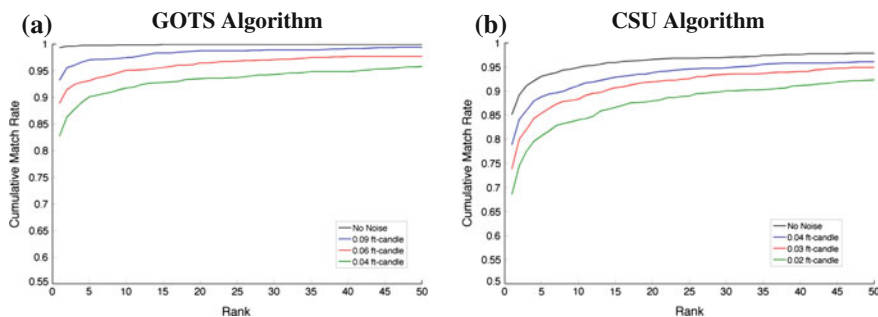 (a)
GOTS Algorithm
Cumulative Match Rate
1
0.95
0.9
0.85
0.8
0.75
0.7
0.65
0.6
0.55
No Noise
0.09 ft-candle
0.06 ft-candle
0.04 ft-candle
0 5 10 15 20 25 30 35 40 45 50
Rank
(b)
CSU Algorithm
Cumulative Match Rate
1
0.95
0.9
0.85
0.8
0.75
0.7
0.65
0.6
0.55
0.5
No Noise
0.04 ft-candle
0.03 ft-candle
0.02 ft-candle
0 5 10 15 20 25 30 35 40 45 50
Rank